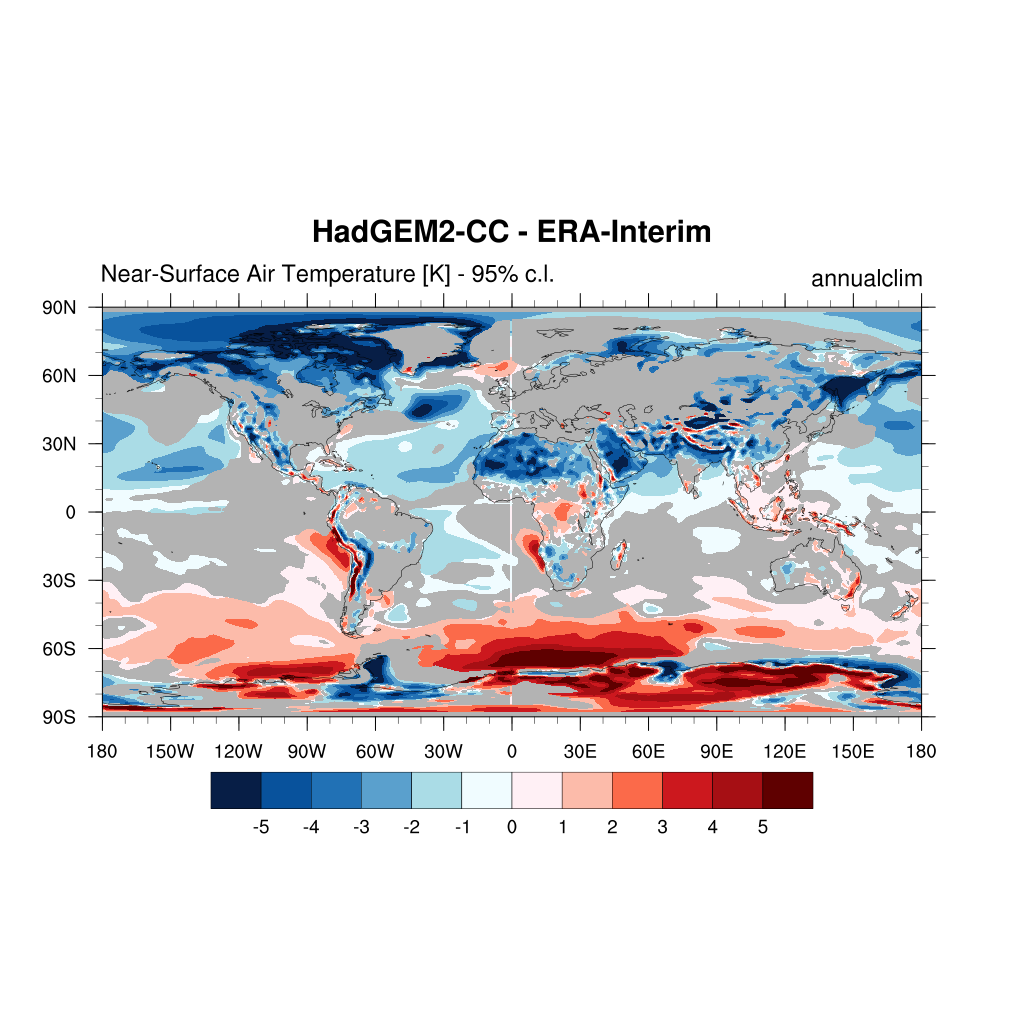 HadGEM2-CC - ERA-Interim
Near-Surface Air Temperature [K] - 95% c.l.
annualclim
90N
60N
30N
0
30S
60S
90S
180 150W 120W 90W 60W 30W 0 30E 60E 90E 120E 150E 180
-5 -4 -3 -2 -1 0 1 2 3 4 5